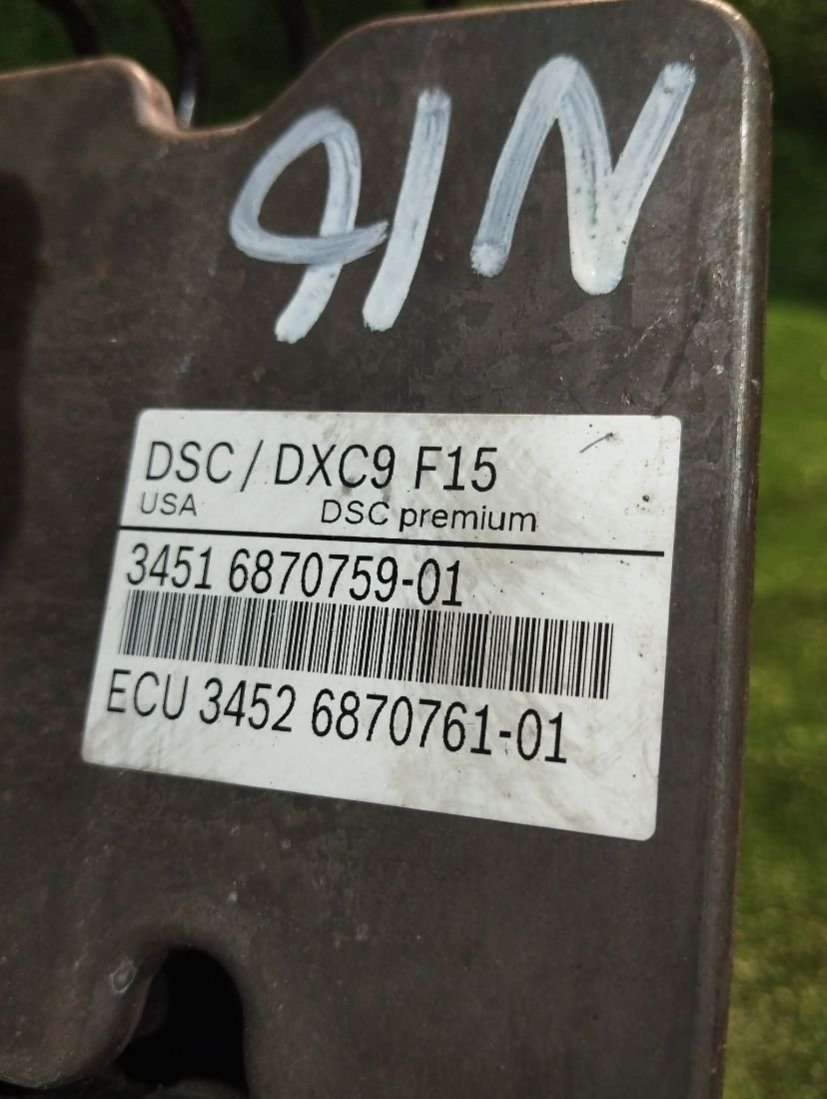 91N
DSC / DXC9 F15
USA DSC premium
3451 6870759-01
ECU 3452 6870761-01